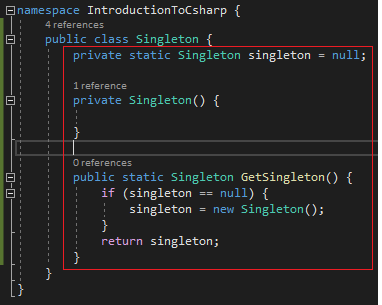 namespace IntroductionToCsharp {
4 references
public class Singleton {
private static Singleton singleton = null;
1 reference
private Singleton() {
}
0 references
public static Singleton GetSingleton() {
if (singleton == null) {
singleton = new Singleton();
}
return singleton;
}
}
}